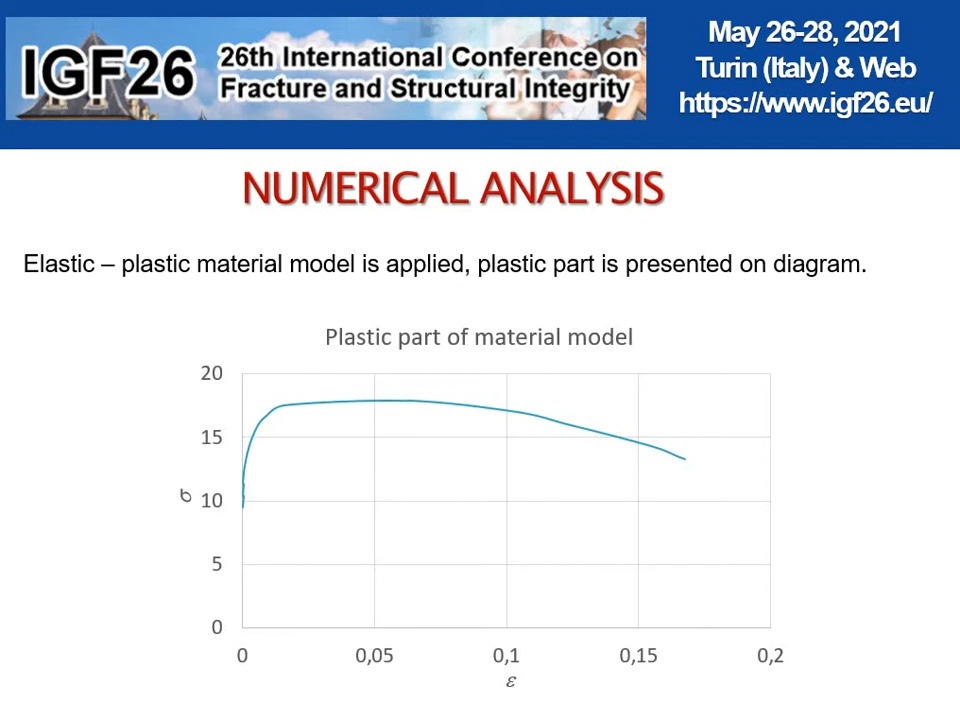 IGF26
26th International Conference on
Fracture and Structural Integrity
May 26-28, 2021
Turin (Italy) & Web
https://www.igf26.eu/
NUMERICAL ANALYSIS
Elastic – plastic material model is applied, plastic part is presented on diagram.
Plastic part of material model
20
15
10
5
0
σ
0 0,05 0,1 0,15 0,2
ε